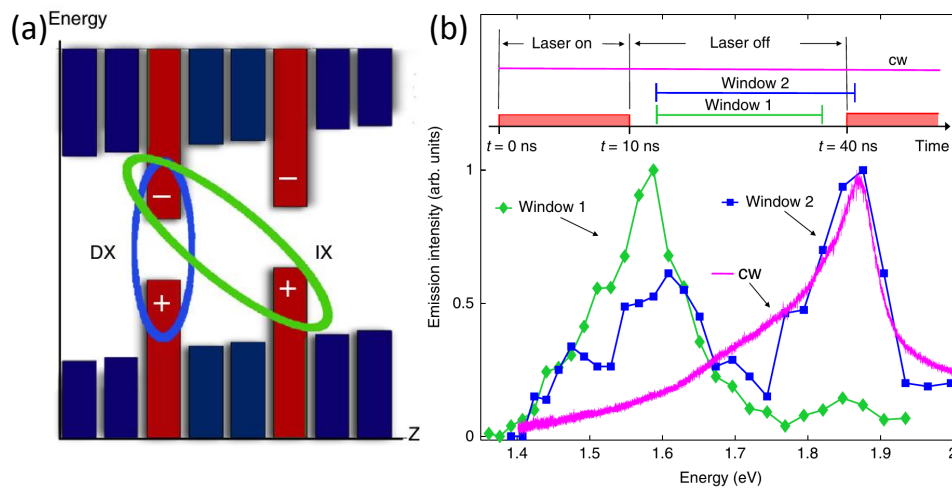 (a)
Energy
−
−
DX
IX
+
+
Z
(b)
Laser on
Laser off
cw
Window 2
Window 1
t = 0 ns
t = 10 ns
t = 40 ns
Time
Emission intensity (arb. units)
1
0.5
0
Window 1
Window 2
cw
1.4
1.5
1.6
1.7
1.8
1.9
2
Energy (eV)